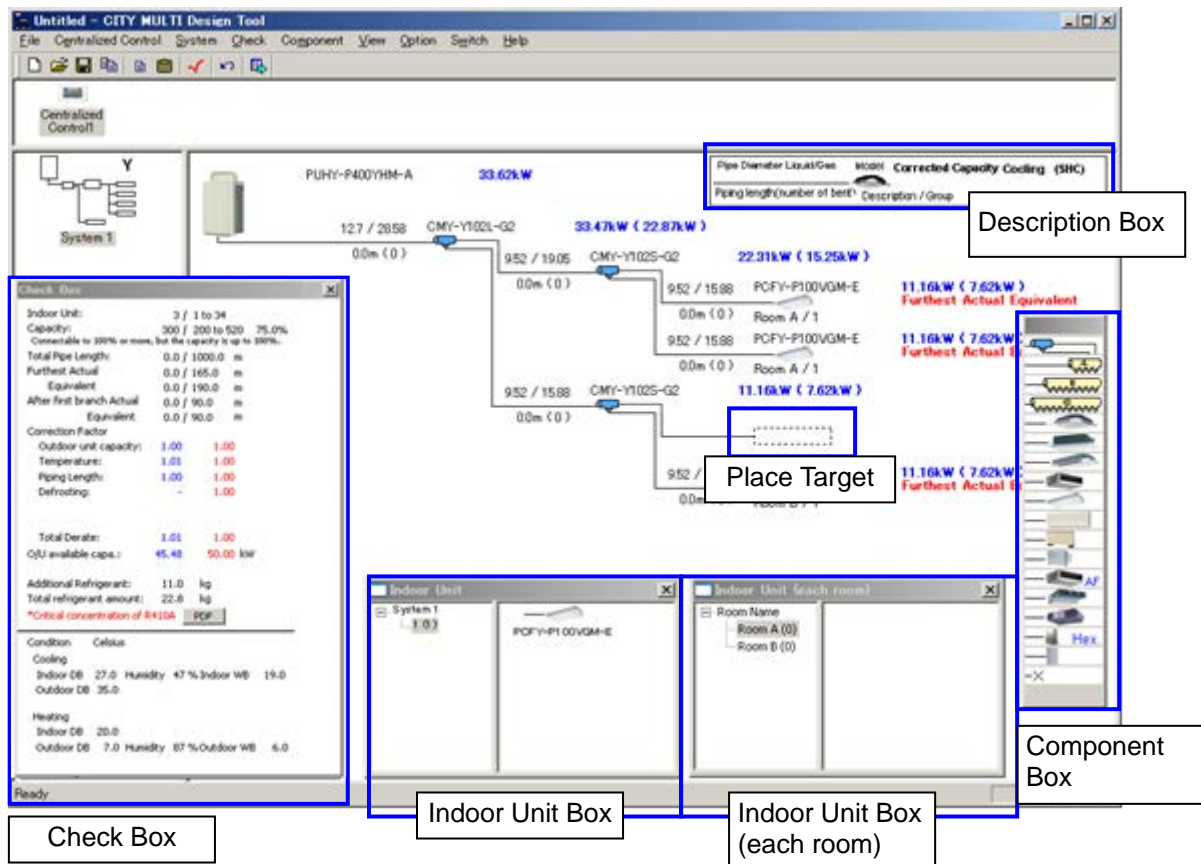 Untitled - CITY MULTI Design Tool
File Centralized Control System Check Component View Option Switch Help
Centralized
Control1
Y
System 1
PUHY-P400YHM-A 33.62kW
Pipe Diameter Liquid/Gas Model Corrected Capacity Cooling (SHC)
Piping length(number of bent) Description / Group
Description Box
12.7 / 28.58 CMY-Y102L-G2 33.47kW ( 22.87kW )
0.0m ( 0 )
9.52 / 19.05 CMY-Y102S-G2 22.31kW ( 15.25kW )
0.0m ( 0 )
9.52 / 15.88 PCFY-P100VGM-E 11.16kW ( 7.62kW )
Furthest Actual Equivalent
0.0m ( 0 ) Room A / 1
9.52 / 15.88 PCFY-P100VGM-E 11.16kW ( 7.62kW )
Furthest Actual
0.0m ( 0 ) Room A / 1
9.52 / 15.88 CMY-Y102S-G2 11.16kW ( 7.62kW )
0.0m ( 0 )
Place Target
9.52 / 11.16kW ( 7.62kW )
Furthest Actual
0.0m ( 0 ) Room B / 1
Check Box
Indoor Unit: 3 / 1 to 34
Capacity: 300 / 200 to 520 75.0%
Connectable to 100% or more, but the capacity is up to 100%.
Total Pipe Length: 0.0 / 1000.0 m
Furthest Actual 0.0 / 165.0 m
Equivalent 0.0 / 190.0 m
After first branch Actual 0.0 / 90.0 m
Equivalent 0.0 / 90.0 m
Correction Factor
Outdoor unit capacity: 1.00 1.00
Temperature: 1.01 1.00
Piping Length: 1.00 1.00
Defrosting: - 1.00
Total Derate: 1.01 1.00
O/U available capa.: 45.48 50.00 kW
Additional Refrigerant: 11.0 kg
Total refrigerant amount: 22.8 kg
*Critical concentration of R410A PDF
Condition Celsius
Cooling
Indoor DB 27.0 Humidity 47 % Indoor WB 19.0
Outdoor DB 35.0
Heating
Indoor DB 20.0
Outdoor DB 7.0 Humidity 87 % Outdoor WB 6.0
Indoor Unit
System 1
1( 0 )
PCFY-P100VGM-E
Indoor Unit (each room)
Room Name
Room A (0)
Room B (0)
AF
Hex.
Component
Box
Ready
Check Box
Indoor Unit Box
Indoor Unit Box
(each room)